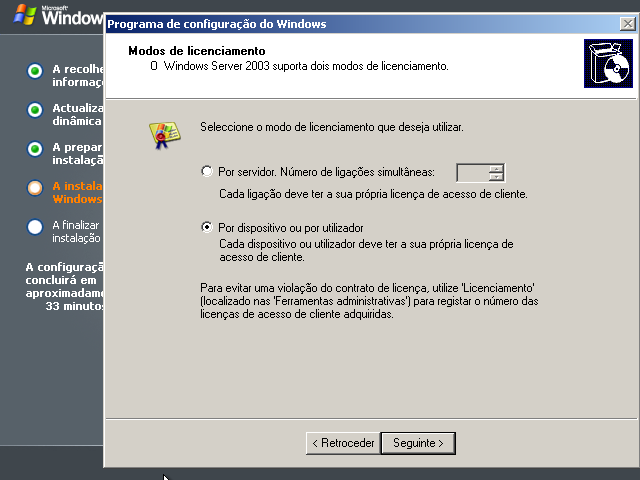 Programa de configuração do Windows
Microsoft
Window
Modos de licenciamento
O Windows Server 2003 suporta dois modos de licenciamento.
A recolhe
informaç
Actualiza
dinâmica
A prepar
instalaçã
A instala
Windows
A finalizar
instalação
A configuraçã
concluirá em
aproximadame
33 minutos
Seleccione o modo de licenciamento que deseja utilizar.
Por servidor. Número de ligações simultâneas:
Cada ligação deve ter a sua própria licença de acesso de cliente.
Por dispositivo ou por utilizador
Cada dispositivo ou utilizador deve ter a sua própria licença de
acesso de cliente.
Para evitar uma violação do contrato de licença, utilize 'Licenciamento'
(localizado nas 'Ferramentas administrativas') para registar o número das
licenças de acesso de cliente adquiridas.
< Retroceder
Seguinte >